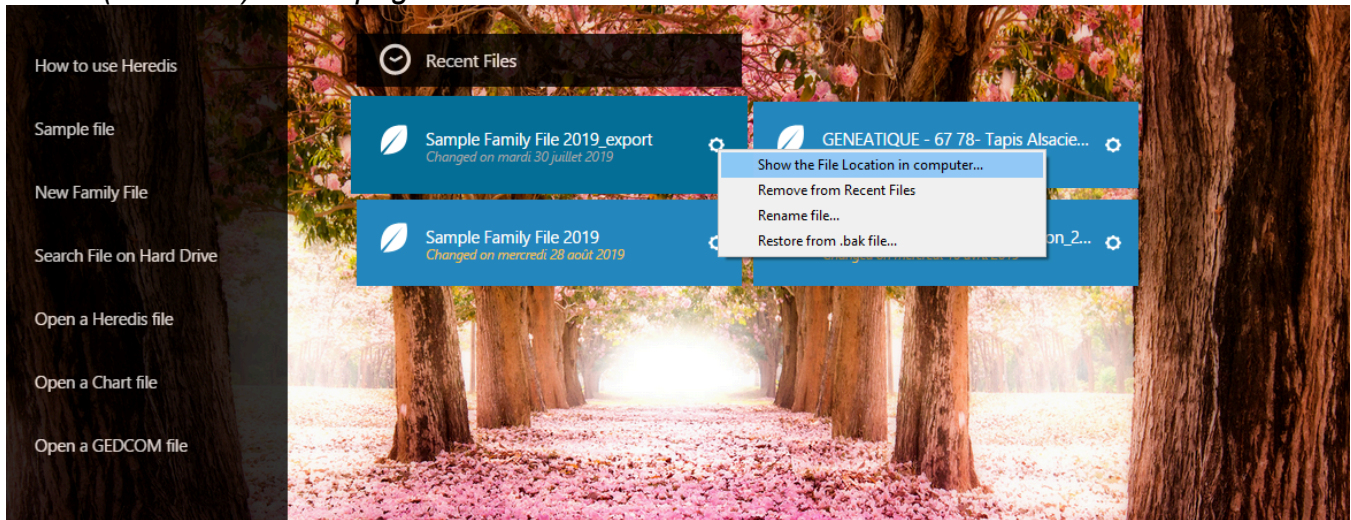 How to use Heredis
Sample file
New Family File
Search File on Hard Drive
Open a Heredis file
Open a Chart file
Open a GEDCOM file
Recent Files
Sample Family File 2019_export
Changed on mardi 30 juillet 2019
GENEATIQUE - 67 78- Tapis Alsacie...
Show the File Location in computer...
Remove from Recent Files
Rename file...
Restore from .bak file...
Sample Family File 2019
Changed on mercredi 28 août 2019
on_2...